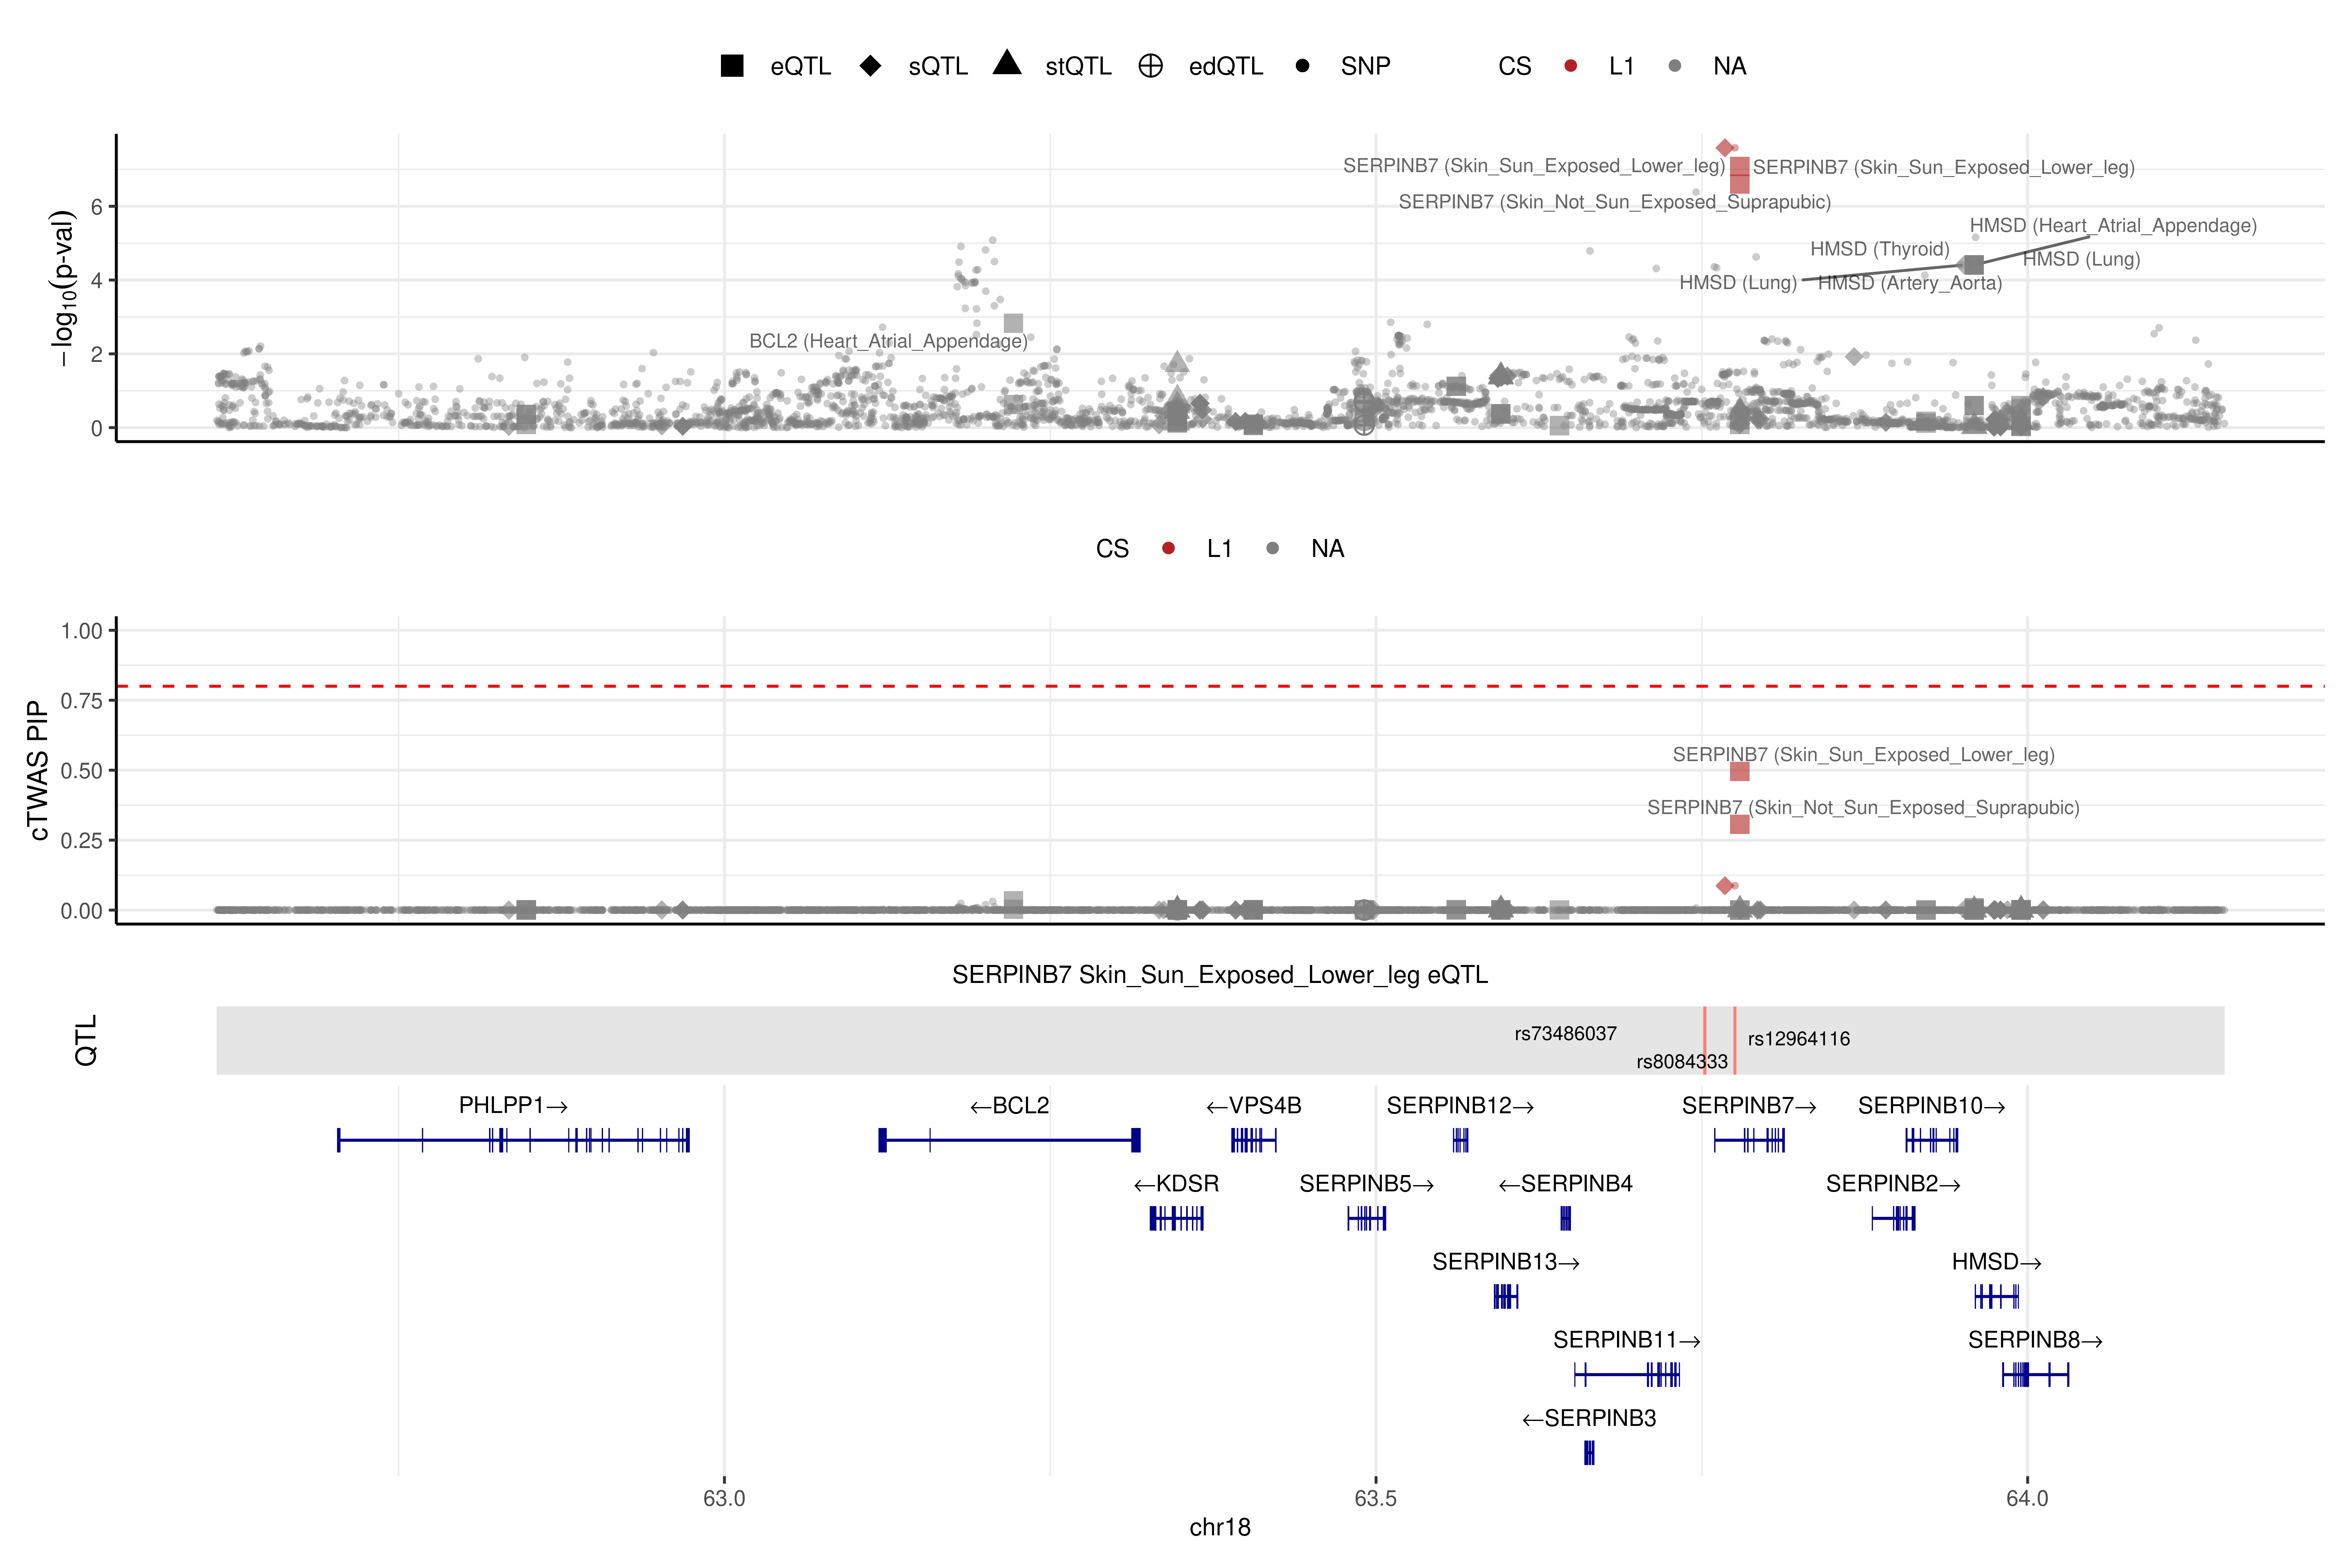 eQTL sQTL stQTL edQTL SNP CS L1 NA
−log10(p-val)
6
4
2
0
SERPINB7 (Skin_Sun_Exposed_Lower_leg) SERPINB7 (Skin_Sun_Exposed_Lower_leg)
SERPINB7 (Skin_Not_Sun_Exposed_Suprapubic)
HMSD (Heart_Atrial_Appendage)
HMSD (Thyroid)
HMSD (Lung)
HMSD (Lung) HMSD (Artery_Aorta)
BCL2 (Heart_Atrial_Appendage)
CS L1 NA
cTWAS PIP
1.00
0.75
0.50
0.25
0.00
SERPINB7 (Skin_Sun_Exposed_Lower_leg)
SERPINB7 (Skin_Not_Sun_Exposed_Suprapubic)
SERPINB7 Skin_Sun_Exposed_Lower_leg eQTL
QTL
rs73486037
rs12964116
rs8084333
PHLPP1→ ←BCL2 ←VPS4B SERPINB12→ SERPINB7→ SERPINB10→
←KDSR SERPINB5→ ←SERPINB4 SERPINB2→
SERPINB13→ HMSD→
SERPINB11→ SERPINB8→
←SERPINB3
63.0 63.5 64.0
chr18